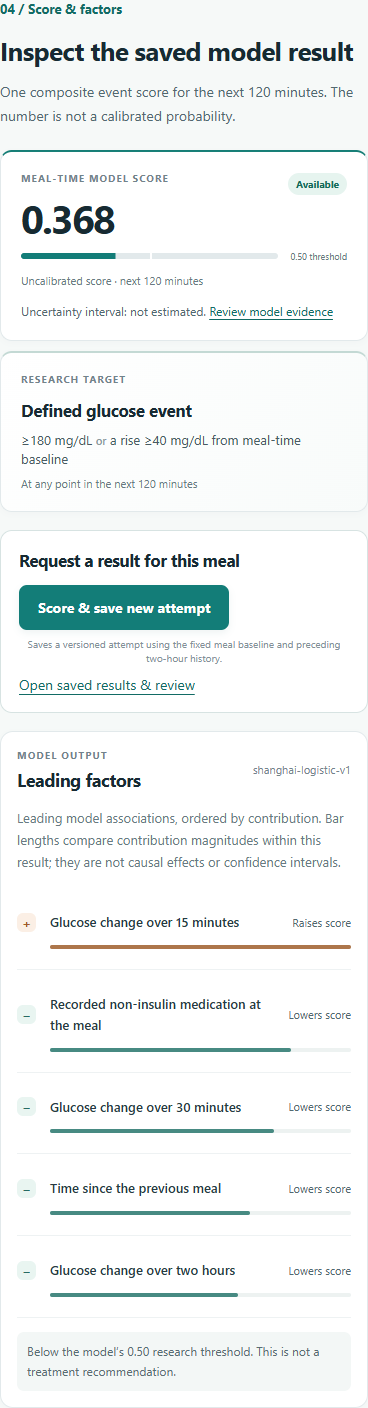 04 / Score & factors
Inspect the saved model result
One composite event score for the next 120 minutes. The
number is not a calibrated probability.
MEAL-TIME MODEL SCORE
Available
0.368
0.50 threshold
Uncalibrated score · next 120 minutes
Uncertainty interval: not estimated. Review model evidence
RESEARCH TARGET
Defined glucose event
≥180 mg/dL or a rise ≥40 mg/dL from meal-time
baseline
At any point in the next 120 minutes
Request a result for this meal
Score & save new attempt
Saves a versioned attempt using the fixed meal baseline and preceding
two-hour history.
Open saved results & review
MODEL OUTPUT
Leading factors
shanghai-logistic-v1
Leading model associations, ordered by contribution. Bar
lengths compare contribution magnitudes within this
result; they are not causal effects or confidence intervals.
+ Glucose change over 15 minutes Raises score
− Recorded non-insulin medication at
the meal Lowers score
− Glucose change over 30 minutes Lowers score
− Time since the previous meal Lowers score
− Glucose change over two hours Lowers score
Below the model's 0.50 research threshold. This is not a
treatment recommendation.